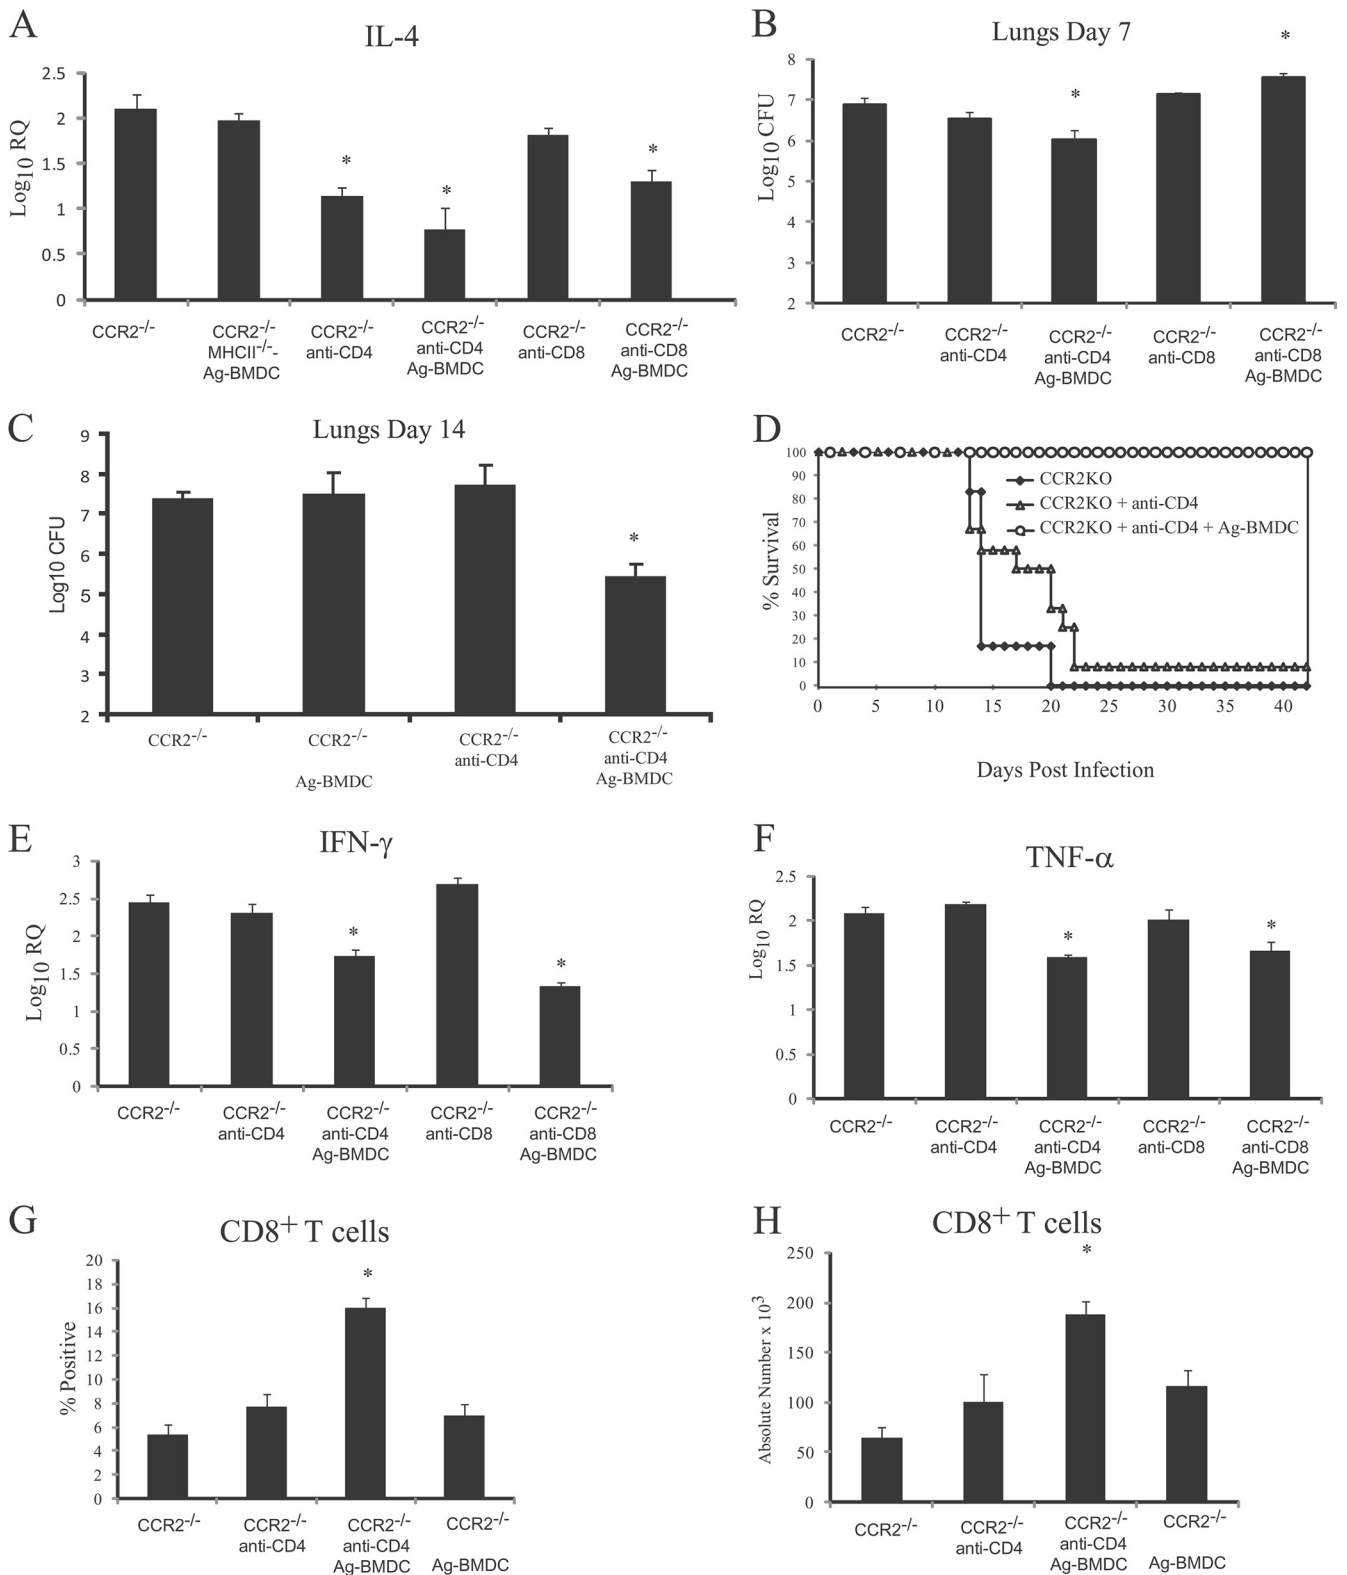 A
IL-4
Log10 RQ
2.5
2
1.5
1
0.5
0
*
*
*
CCR2-/-
CCR2-/-
MHCII-/--
Ag-BMDC
CCR2-/-
anti-CD4
CCR2-/-
anti-CD4
Ag-BMDC
CCR2-/-
anti-CD8
CCR2-/-
anti-CD8
Ag-BMDC
B
Lungs Day 7
Log10 CFU
8
7
6
5
4
3
2
*
*
CCR2-/-
CCR2-/-
anti-CD4
CCR2-/-
anti-CD4
Ag-BMDC
CCR2-/-
anti-CD8
CCR2-/-
anti-CD8
Ag-BMDC
C
Lungs Day 14
Log10 CFU
9
8
7
6
5
4
3
2
*
CCR2-/-
CCR2-/-
Ag-BMDC
CCR2-/-
anti-CD4
CCR2-/-
anti-CD4
Ag-BMDC
D
% Survival
100
90
80
70
60
50
40
30
20
10
0
CCR2KO
CCR2KO + anti-CD4
CCR2KO + anti-CD4 + Ag-BMDC
0 5 10 15 20 25 30 35 40
Days Post Infection
E
IFN-γ
Log10 RQ
3
2.5
2
1.5
1
0.5
0
*
*
CCR2-/-
CCR2-/-
anti-CD4
CCR2-/-
anti-CD4
Ag-BMDC
CCR2-/-
anti-CD8
CCR2-/-
anti-CD8
Ag-BMDC
F
TNF-α
Log10 RQ
2.5
2
1.5
1
0.5
0
*
*
CCR2-/-
CCR2-/-
anti-CD4
CCR2-/-
anti-CD4
Ag-BMDC
CCR2-/-
anti-CD8
CCR2-/-
anti-CD8
Ag-BMDC
G
CD8+ T cells
% Positive
20
18
16
14
12
10
8
6
4
2
0
*
CCR2-/-
CCR2-/-
anti-CD4
CCR2-/-
anti-CD4
Ag-BMDC
CCR2-/-
Ag-BMDC
H
CD8+ T cells
Absolute Number x 103
250
200
150
100
50
0
*
CCR2-/-
CCR2-/-
anti-CD4
CCR2-/-
anti-CD4
Ag-BMDC
CCR2-/-
Ag-BMDC